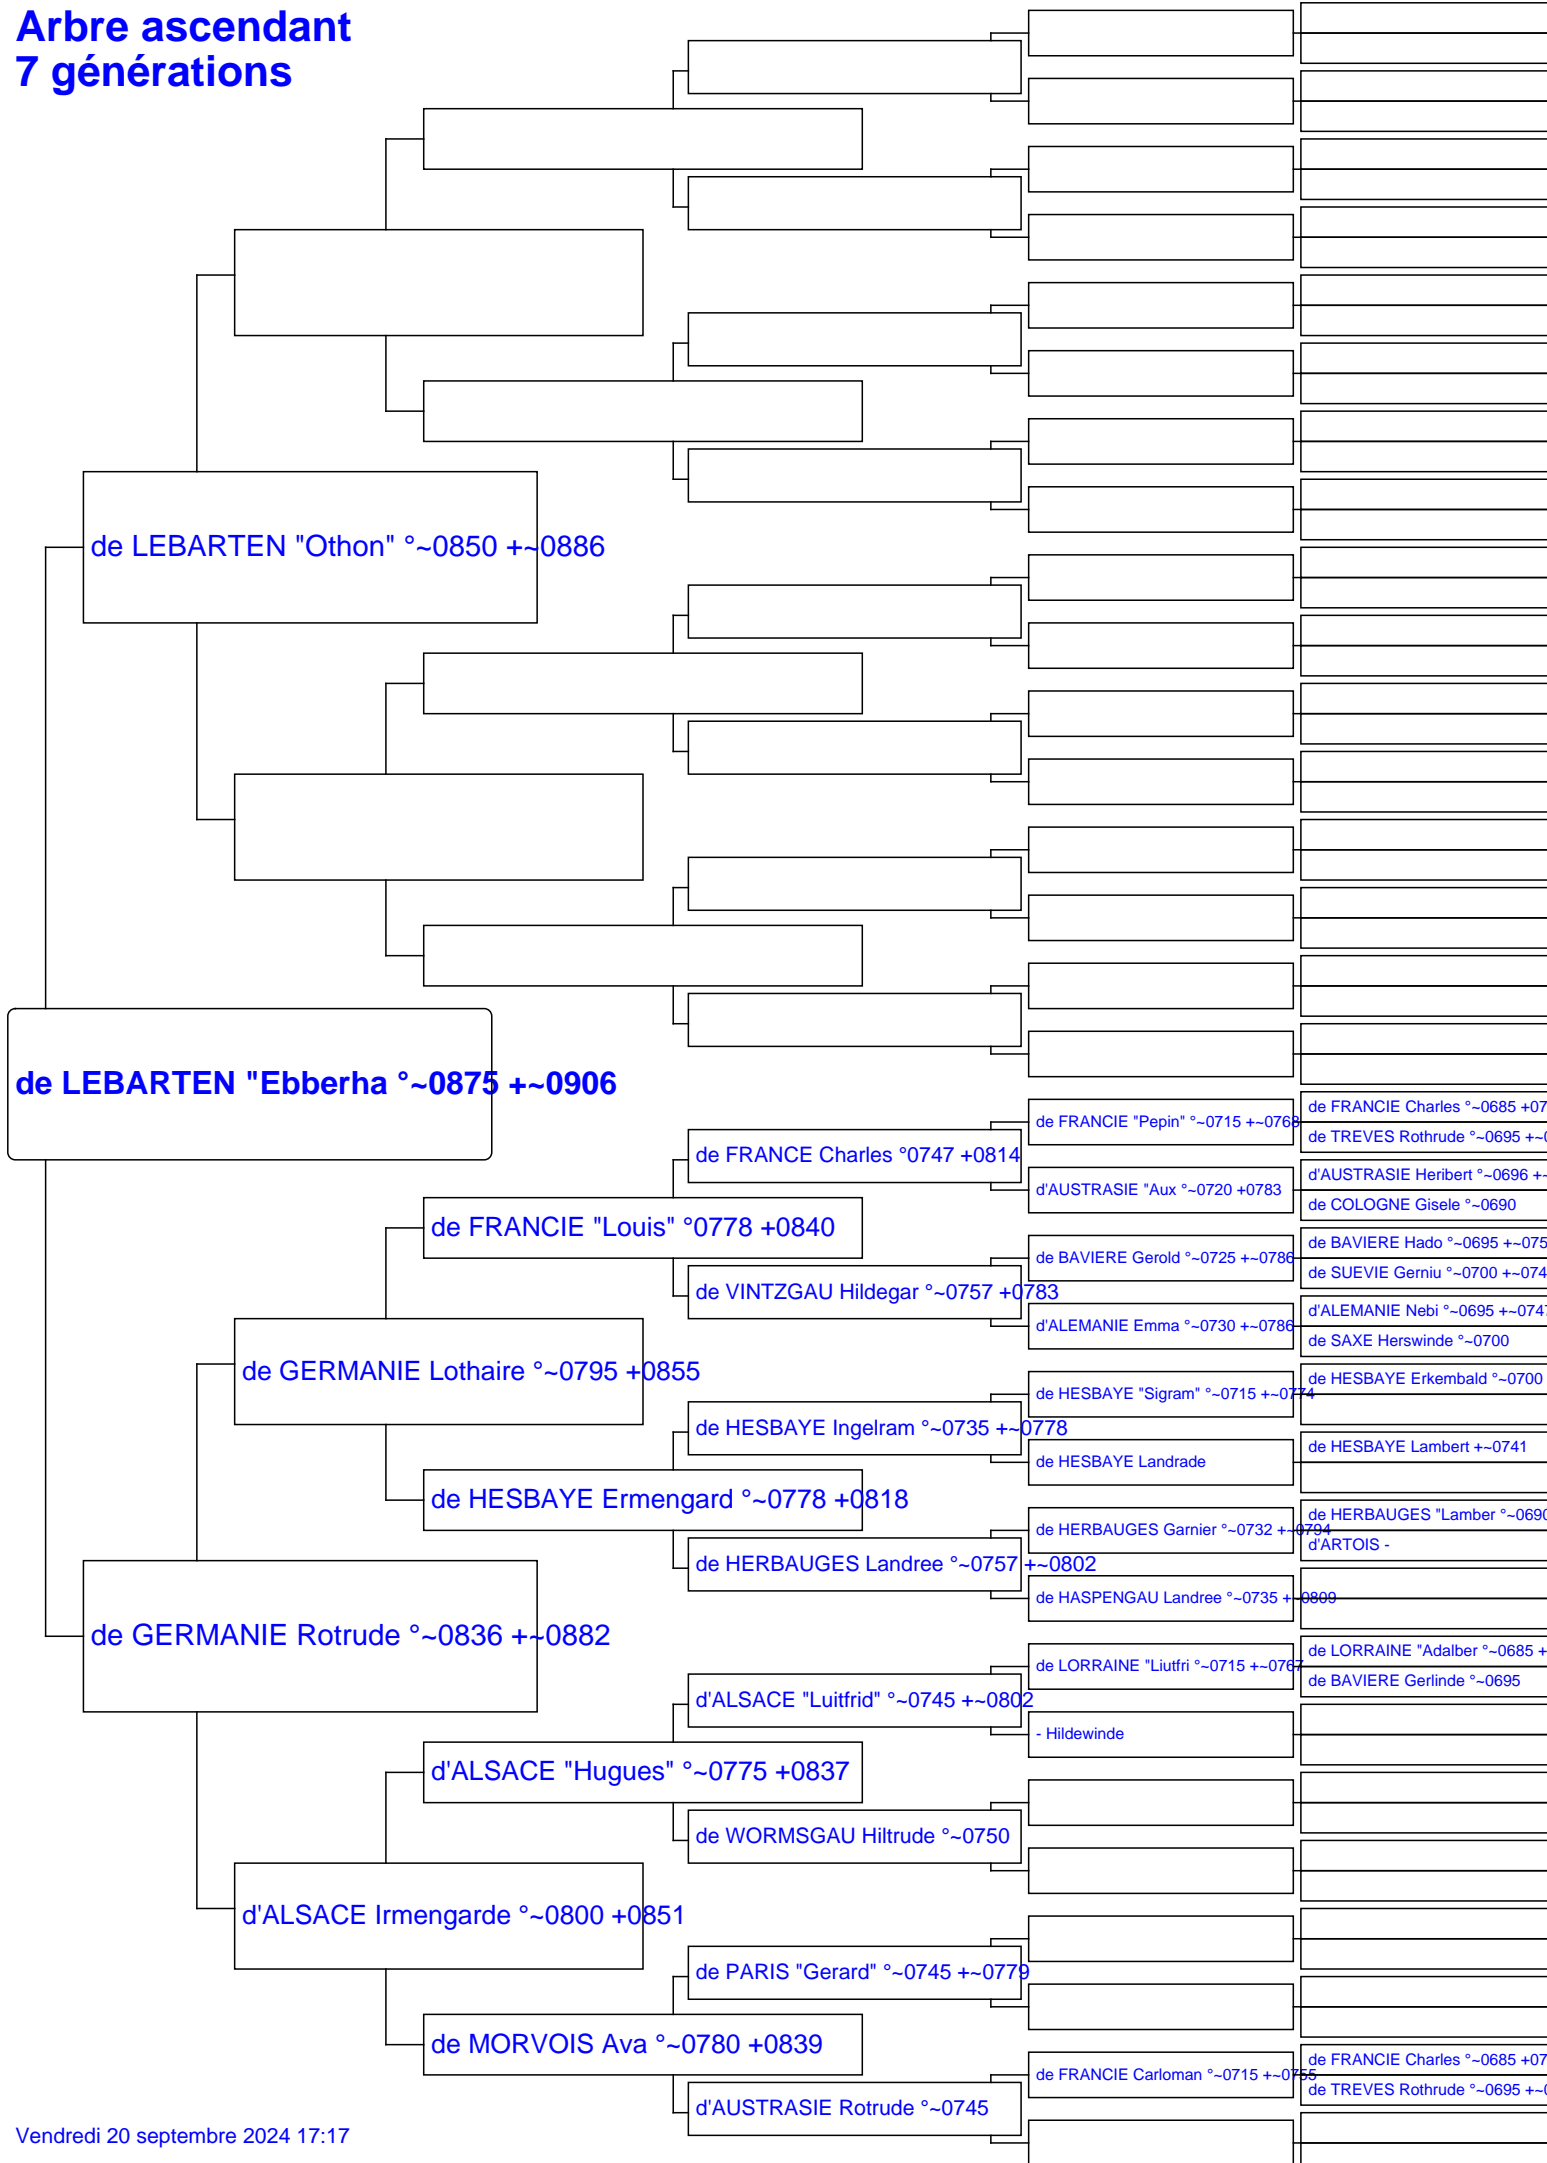 Arbre ascendant
7 générations
de LEBARTEN "Othon" °~0850 +~0886
de LEBARTEN "Ebberha °~0875 +~0906
de FRANCIE Charles °~0685 +07
de FRANCIE "Pepin" °~0715 +~0768
de TREVES Rothrude °~0695 +~0
de FRANCE Charles °0747 +0814
d'AUSTRASIE Heribert °~0696 +~
d'AUSTRASIE "Aux °~0720 +0783
de COLOGNE Gisele °~0690
de FRANCIE "Louis" °0778 +0840
de BAVIERE Hado °~0695 +~075
de BAVIERE Gerold °~0725 +~0786
de SUEVIE Gerniu °~0700 +~074
de VINTZGAU Hildegar °~0757 +0783
d'ALEMANIE Nebi °~0695 +~0747
d'ALEMANIE Emma °~0730 +~0786
de SAXE Herswinde °~0700
de GERMANIE Lothaire °~0795 +0855
de HESBAYE Erkembald °~0700
de HESBAYE "Sigram" °~0715 +~0774
de HESBAYE Ingelram °~0735 +~0778
de HESBAYE Lambert +~0741
de HESBAYE Landrade
de HESBAYE Ermengard °~0778 +0818
de HERBAUGES "Lamber °~0690
de HERBAUGES Garnier °~0732 +~0794
d'ARTOIS -
de HERBAUGES Landree °~0757 +~0802
de HASPENGAU Landree °~0735 +~0809
de GERMANIE Rotrude °~0836 +~0882
de LORRAINE "Adalber °~0685 +
de LORRAINE "Liutfri °~0715 +~0767
de BAVIERE Gerlinde °~0695
d'ALSACE "Luitfrid" °~0745 +~0802
- Hildewinde
d'ALSACE "Hugues" °~0775 +0837
de WORMSGAU Hiltrude °~0750
d'ALSACE Irmengarde °~0800 +0851
de PARIS "Gerard" °~0745 +~0779
de MORVOIS Ava °~0780 +0839
de FRANCIE Charles °~0685 +07
de FRANCIE Carloman °~0715 +~0755
de TREVES Rothrude °~0695 +~0
d'AUSTRASIE Rotrude °~0745
Vendredi 20 septembre 2024 17:17